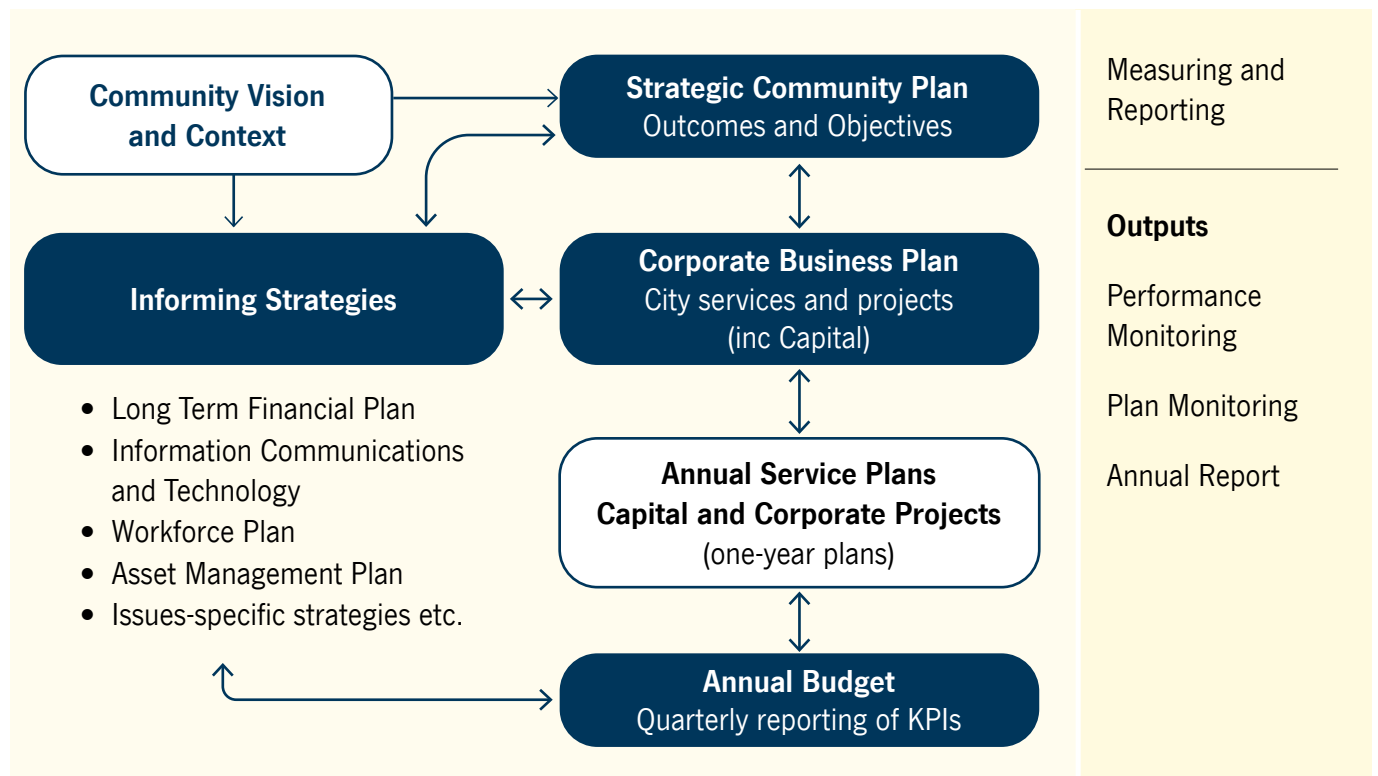 Community Vision
and Context
Strategic Community Plan
Outcomes and Objectives
Informing Strategies
Corporate Business Plan
City services and projects
(inc Capital)
• Long Term Financial Plan
• Information Communications
and Technology
• Workforce Plan
• Asset Management Plan
• Issues-specific strategies etc.
Annual Service Plans
Capital and Corporate Projects
(one-year plans)
Annual Budget
Quarterly reporting of KPIs
Measuring and
Reporting
Outputs
Performance
Monitoring
Plan Monitoring
Annual Report